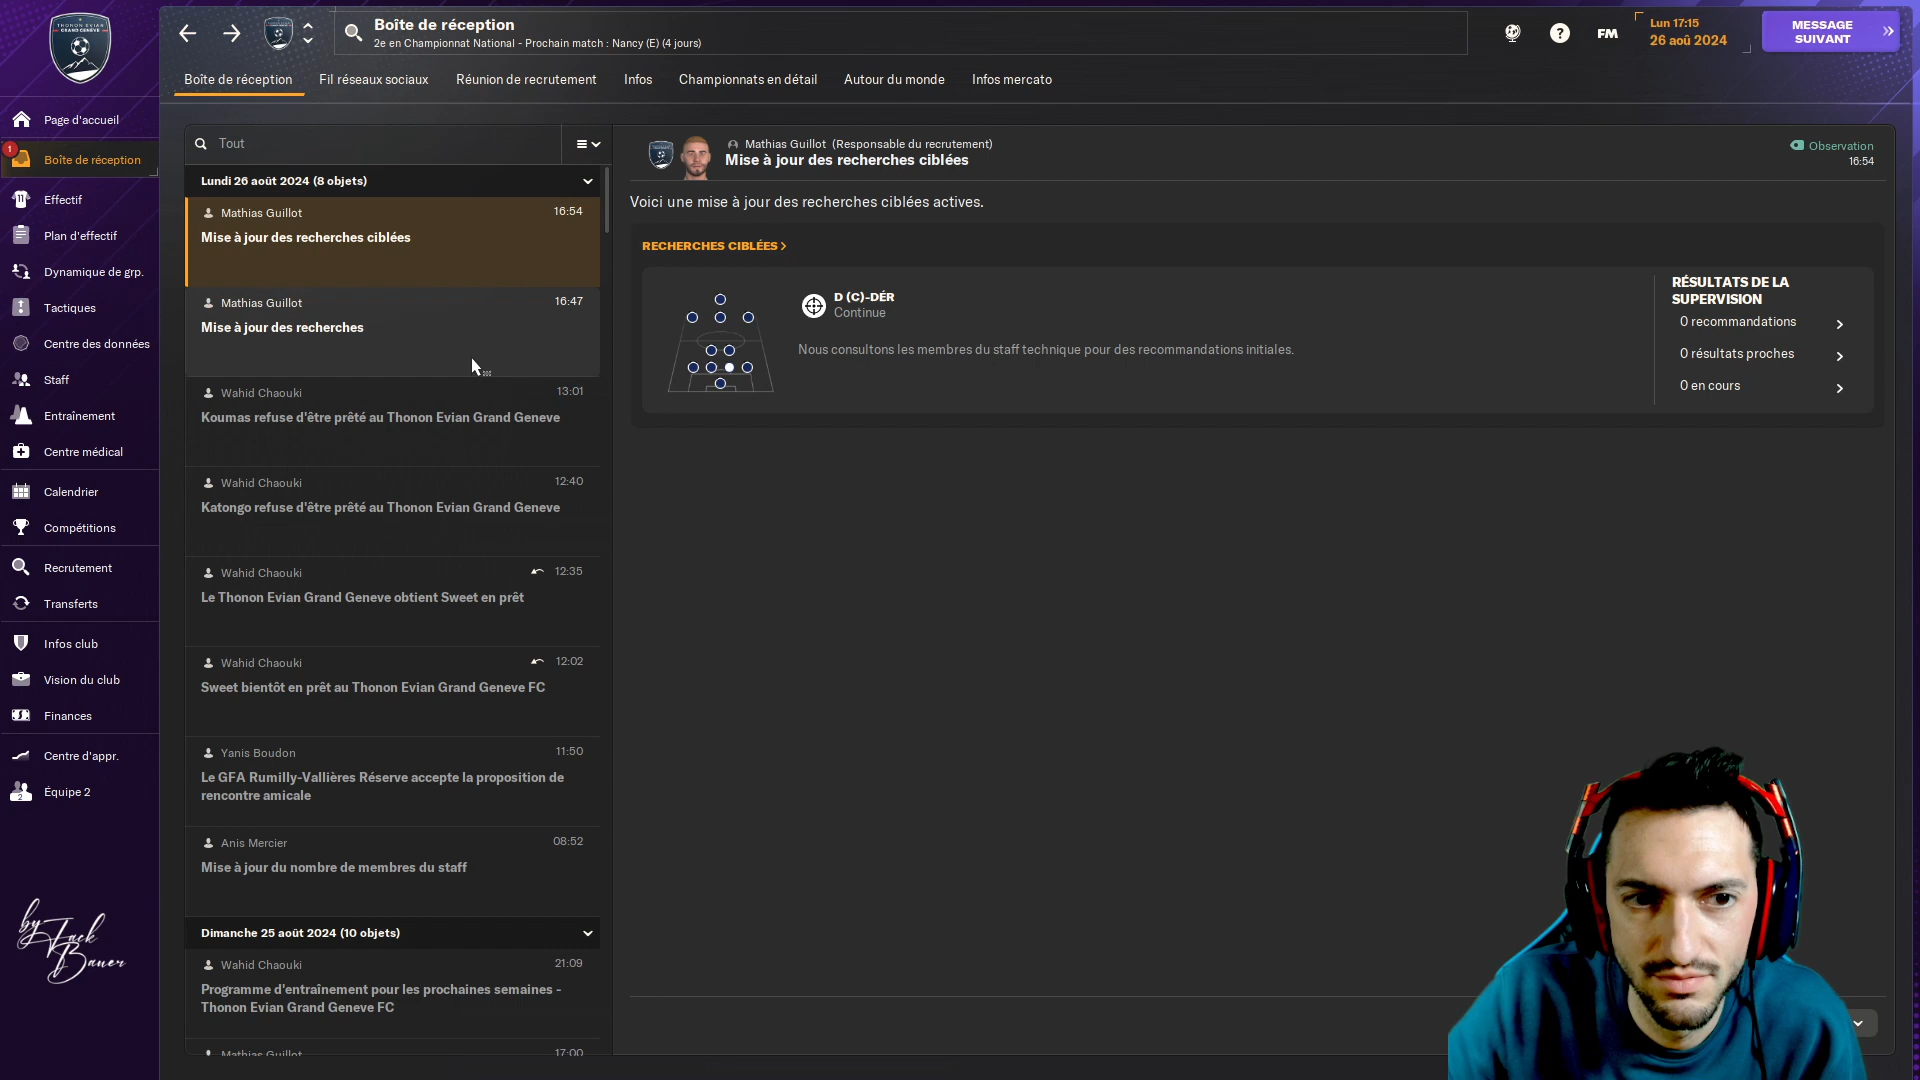 THONON EVIAN
GRAND GENÈVE
Boîte de réception
2e en Championnat National - Prochain match : Nancy (E) (4 jours)
FM
Lun 17:15
26 aoû 2024
MESSAGE
SUIVANT
Boîte de réception
Fil réseaux sociaux
Réunion de recrutement
Infos
Championnats en détail
Autour du monde
Infos mercato
Page d'accueil
1
Boîte de réception
Effectif
Plan d'effectif
Dynamique de grp.
Tactiques
Centre des données
Staff
Entraînement
Centre médical
Calendrier
Compétitions
Recrutement
Transferts
Infos club
Vision du club
Finances
Centre d'appr.
2
Équipe 2
by Jack
Bauer
Tout
Lundi 26 août 2024 (8 objets)
Mathias Guillot 16:54
Mise à jour des recherches ciblées
Mathias Guillot 16:47
Mise à jour des recherches
Wahid Chaouki 13:01
Koumas refuse d'être prêté au Thonon Evian Grand Geneve
Wahid Chaouki 12:40
Katongo refuse d'être prêté au Thonon Evian Grand Geneve
Wahid Chaouki 12:35
Le Thonon Evian Grand Geneve obtient Sweet en prêt
Wahid Chaouki 12:02
Sweet bientôt en prêt au Thonon Evian Grand Geneve FC
Yanis Boudon 11:50
Le GFA Rumilly-Vallières Réserve accepte la proposition de
rencontre amicale
Anis Mercier 08:52
Mise à jour du nombre de membres du staff
Dimanche 25 août 2024 (10 objets)
Wahid Chaouki 21:09
Programme d'entraînement pour les prochaines semaines -
Thonon Evian Grand Geneve FC
Mathias Guillot 17:00
Mathias Guillot (Responsable du recrutement)
Mise à jour des recherches ciblées
Observation
16:54
Voici une mise à jour des recherches ciblées actives.
RECHERCHES CIBLÉES >
D (C)-DÉR
Continue
Nous consultons les membres du staff technique pour des recommandations initiales.
RÉSULTATS DE LA
SUPERVISION
0 recommandations
0 résultats proches
0 en cours